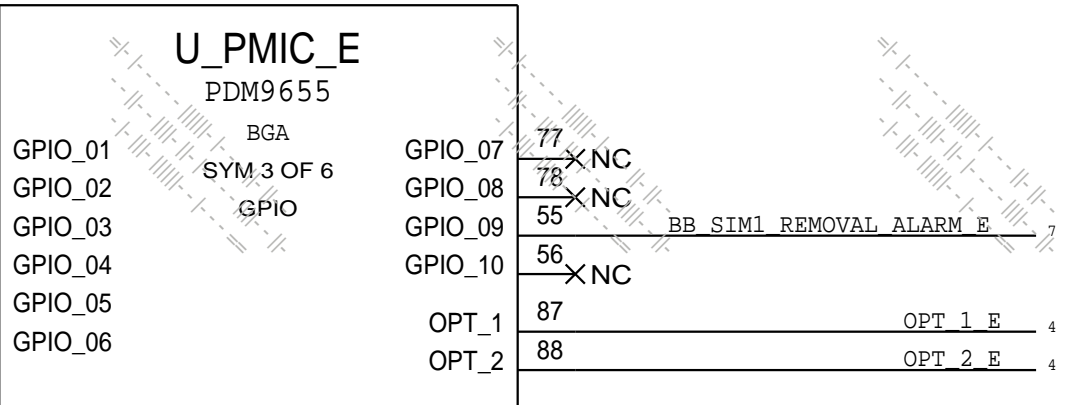 U_PMIC_E
PDM9655
BGA
SYM 3 OF 6
GPIO
GPIO_01
GPIO_02
GPIO_03
GPIO_04
GPIO_05
GPIO_06
GPIO_07 77 NC
GPIO_08 78 NC
GPIO_09 55 BB_SIM1_REMOVAL_ALARM_E 7
GPIO_10 56 NC
OPT_1 87 OPT_1_E 4
OPT_2 88 OPT_2_E 4